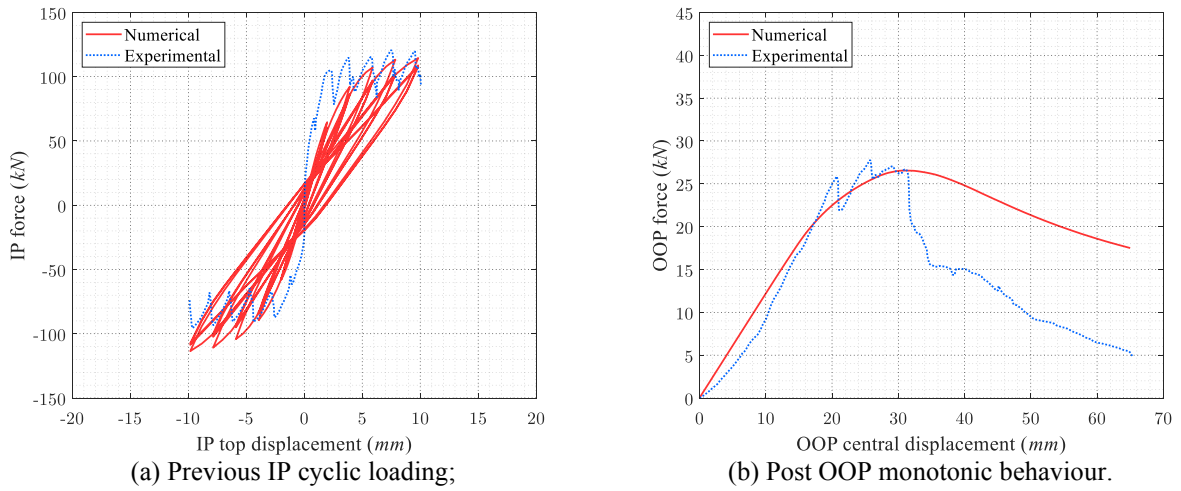 150
100
50
0
-50
-100
-150
IP force (kN)
Numerical
Experimental
-20 -15 -10 -5 0 5 10 15 20
IP top displacement (mm)
(a) Previous IP cyclic loading;
45
40
35
30
25
20
15
10
5
0
OOP force (kN)
Numerical
Experimental
0 10 20 30 40 50 60 70
OOP central displacement (mm)
(b) Post OOP monotonic behaviour.